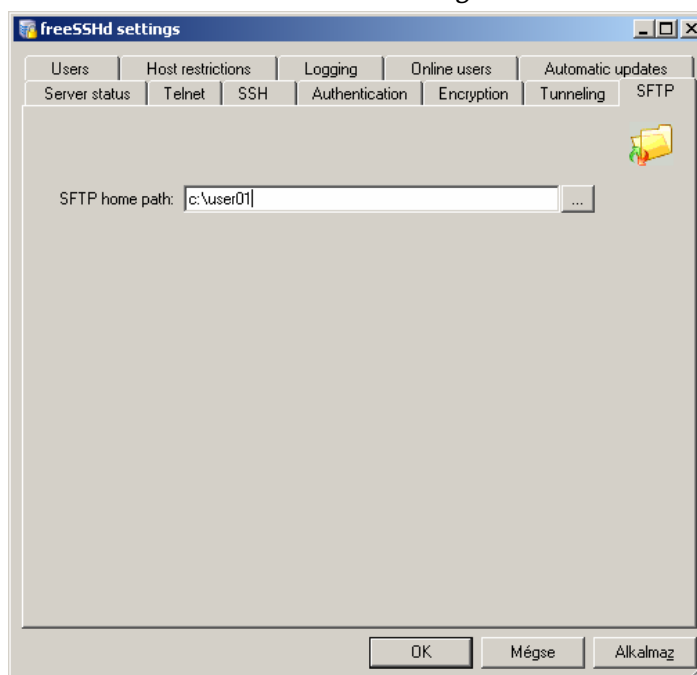 freeSSHd settings
Users Host restrictions Logging Online users Automatic updates
Server status Telnet SSH Authentication Encryption Tunneling SFTP
SFTP home path: c:\user01 ...
OK Mégse Alkalmaz